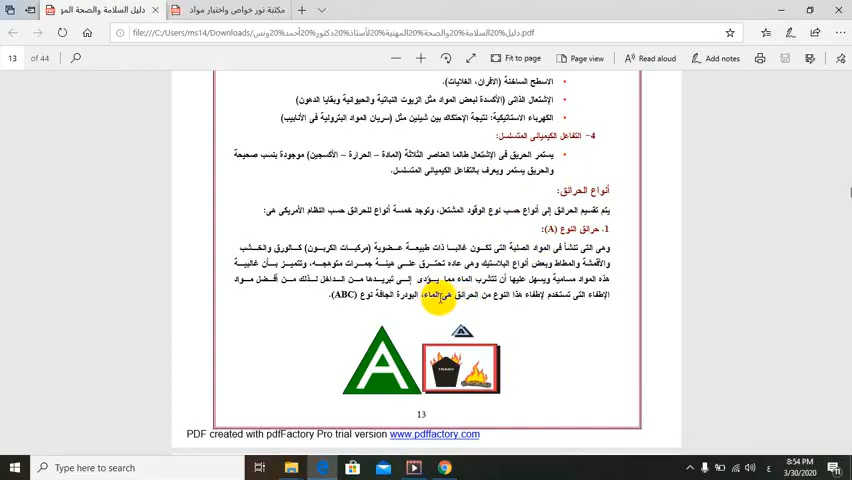 دليل السلامة والصحة المو
مكتبة نور خواص واختبار مواد
file:///C:/Users/ms14/Downloads/دليل%20السلامة%20والصحة%20المهنية%20لأستاذ%20دكتور%20أحمد%20ونس.pdf
13 of 44
Fit to page
Page view
Read aloud
Add notes
الاسطح الساخنة (الافران، الغلايات).
الإشتعال الذاتى (الأكسدة لبعض المواد مثل الزيوت النباتية والحيوانية وبقايا الدهون)
الكهرباء الاستاتيكية: نتيجة الإحتكاك بين شيئين مثل (سريان المواد البترولية فى الأنابيب)
4- التفاعل الكيميائى المتسلسل:
يستمر الحريق فى الإشتعال طالما العناصر الثلاثة (المادة – الحرارة – الأكسجين) موجودة بنسب صحيحة
والحريق يستمر ويعرف بالتفاعل الكيميائى المتسلسل.
أنواع الحرائق:
يتم تقسيم الحرائق إلى أنواع حسب نوع الوقود المشتعل، وتوجد خمسة أنواع للحرائق حسب النظام الأمريكى هى:
1. حرائق النوع (A):
وهى التى تنشأ فى المواد الصلبة التى تكون غالبا ذات طبيعة عضوية (مركبات الكربون) كالورق والخشب
والأقمشة والمطاط وبعض أنواع البلاستيك وهى عاده تحترق على هيئة جمرات متوهجه، وتتميز بأن غالبية
هذه المواد مسامية ويسهل عليها أن تتشرب الماء مما يؤدى إلى تبريدها من الداخل لذلك من أفضل مواد
الإطفاء التى تستخدم لإطفاء هذا النوع من الحرائق هى الماء، البودرة الجافة نوع (ABC).
A
A
TRASH
13
PDF created with pdfFactory Pro trial version www.pdffactory.com
Type here to search
ع
8:54 PM
3/30/2020